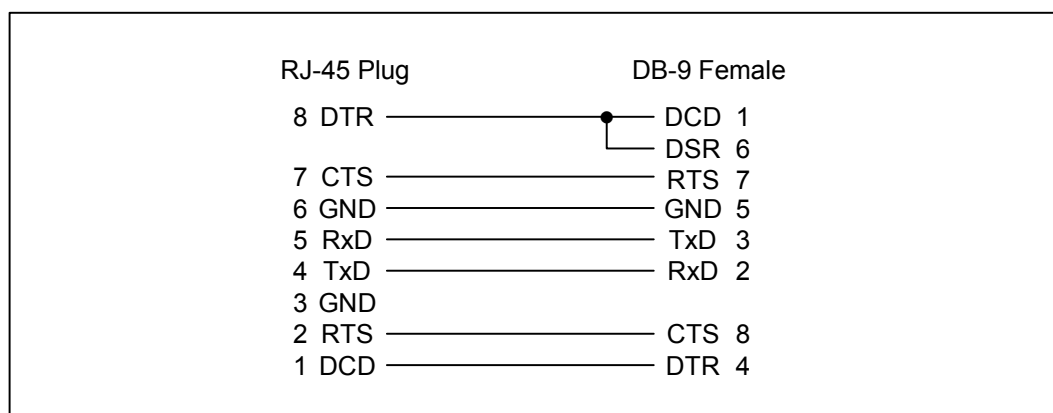 RJ-45 Plug DB-9 Female
8 DTR DCD 1
DSR 6
7 CTS RTS 7
6 GND GND 5
5 RxD TxD 3
4 TxD RxD 2
3 GND
2 RTS CTS 8
1 DCD DTR 4